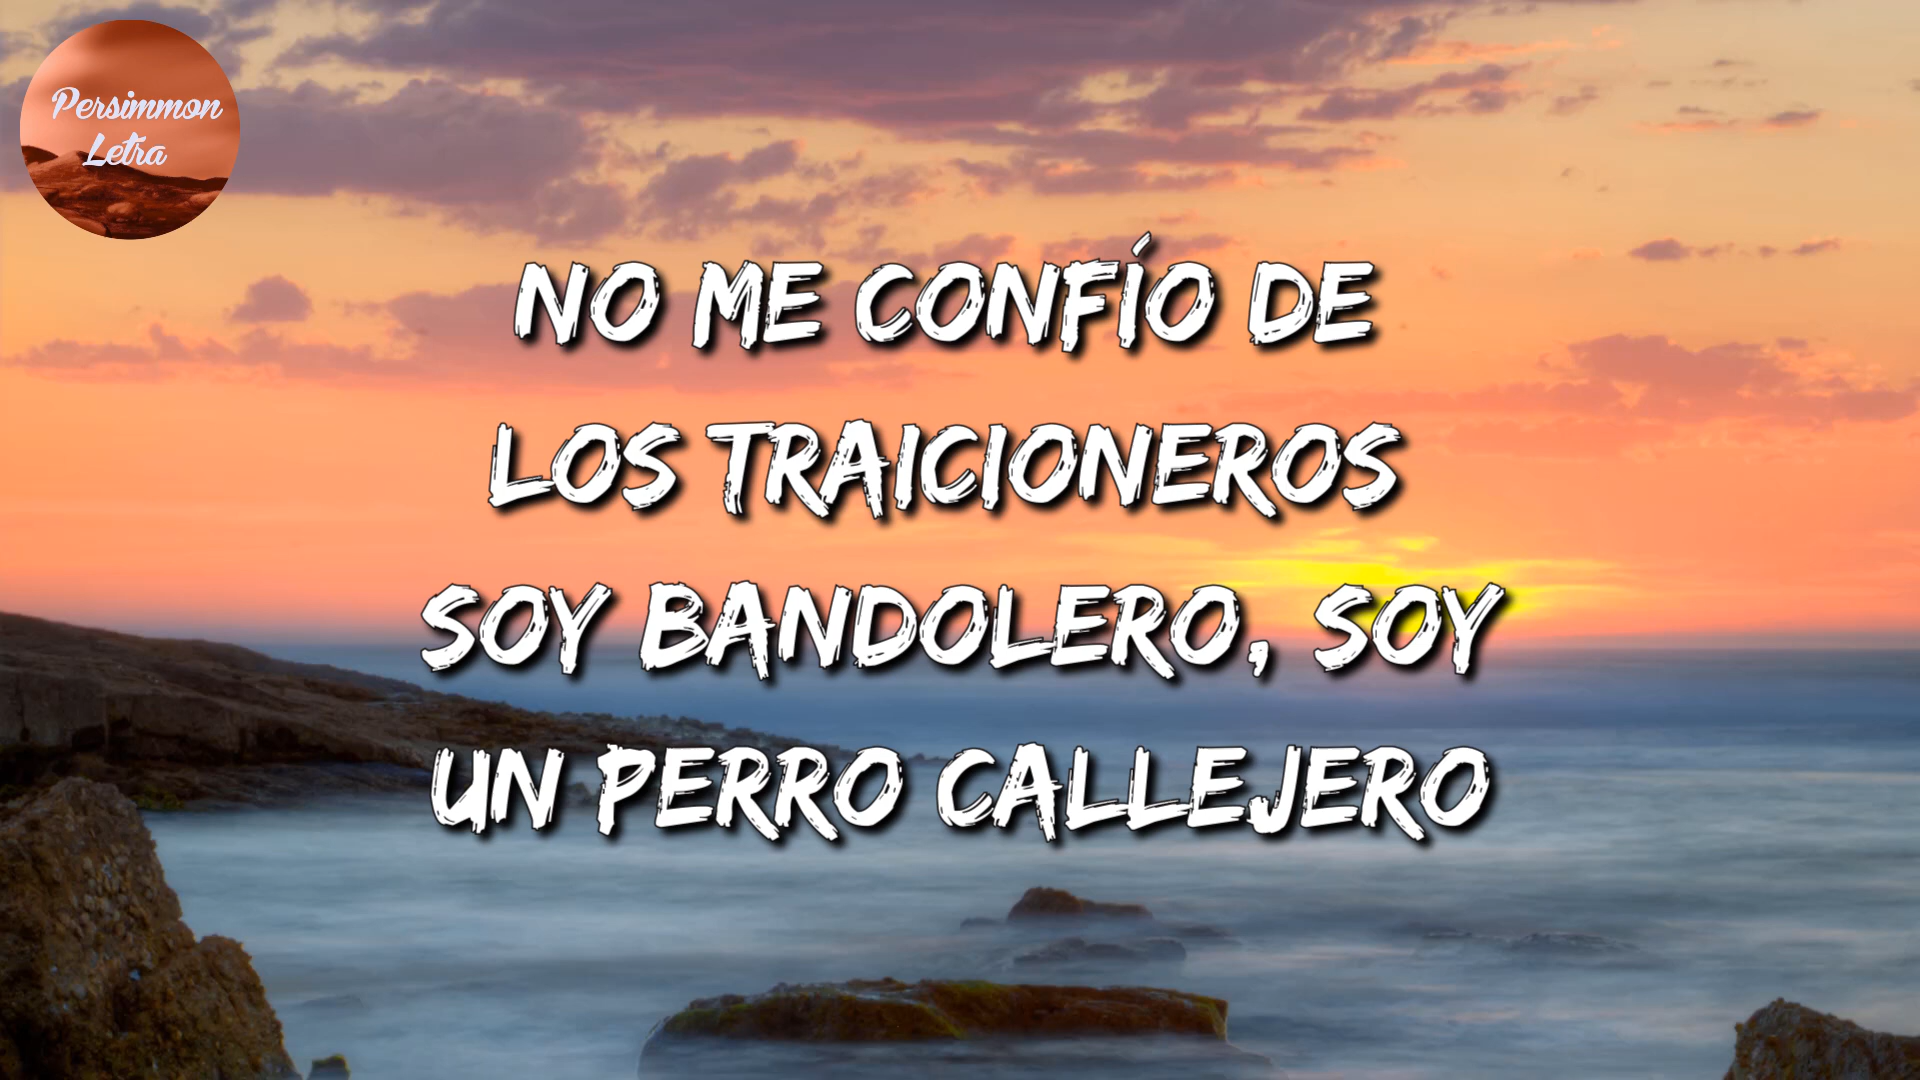 Persimmon
Letra
NO ME CONFÍO DE
LOS TRAICIONEROS
SOY BANDOLERO, SOY
UN PERRO CALLEJERO